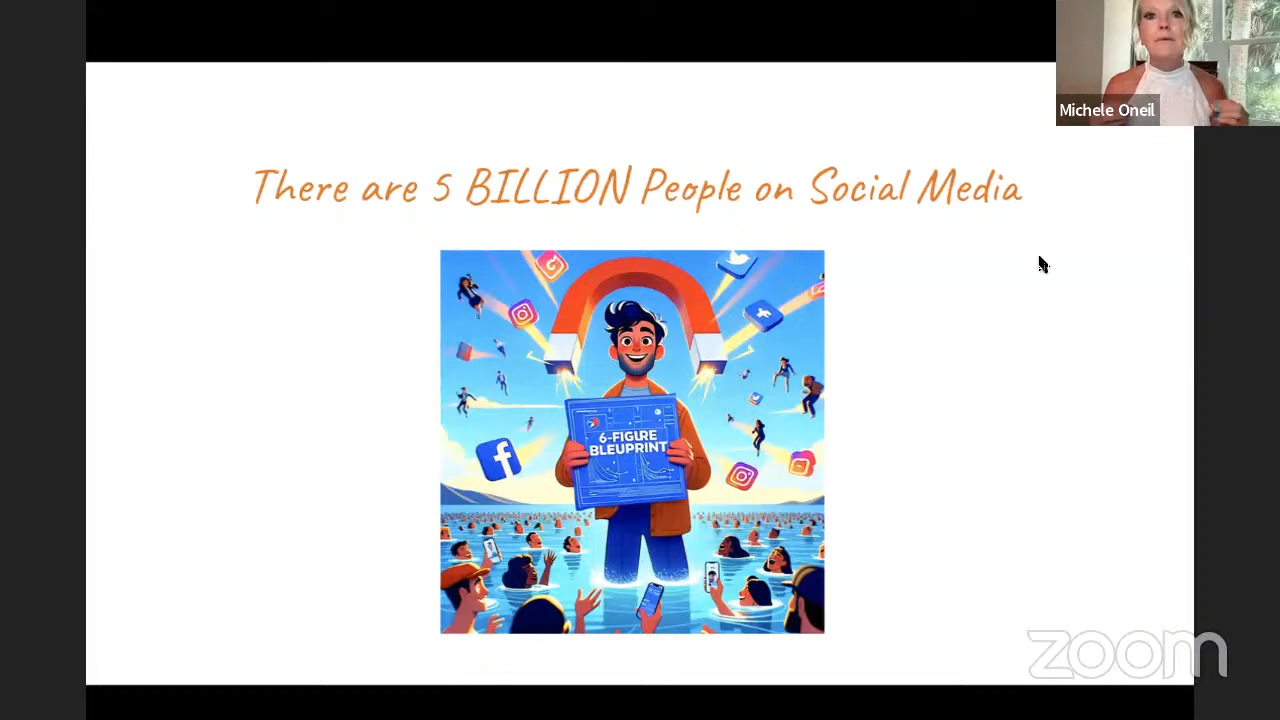 Michele Oneil
There are 5 BILLION People on Social Media
6-FIGURE
BLEUPRINT
zoom